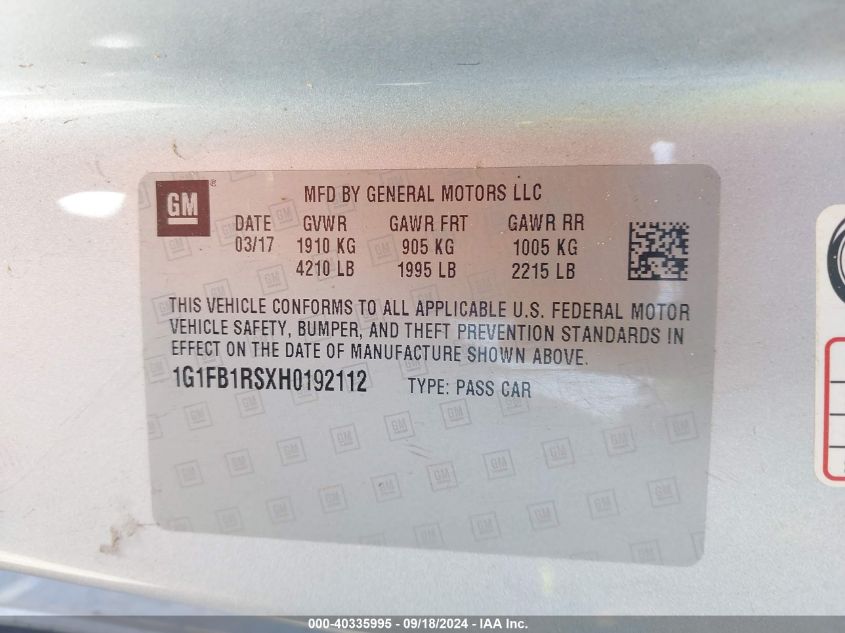 GM
MFD BY GENERAL MOTORS LLC
DATE GVWR GAWR FRT GAWR RR
03/17 1910 KG 905 KG 1005 KG
4210 LB 1995 LB 2215 LB
THIS VEHICLE CONFORMS TO ALL APPLICABLE U.S. FEDERAL MOTOR
VEHICLE SAFETY, BUMPER, AND THEFT PREVENTION STANDARDS IN
EFFECT ON THE DATE OF MANUFACTURE SHOWN ABOVE.
1G1FB1RSXH0192112 TYPE: PASS CAR
000-40335995 - 09/18/2024 - IAA Inc.